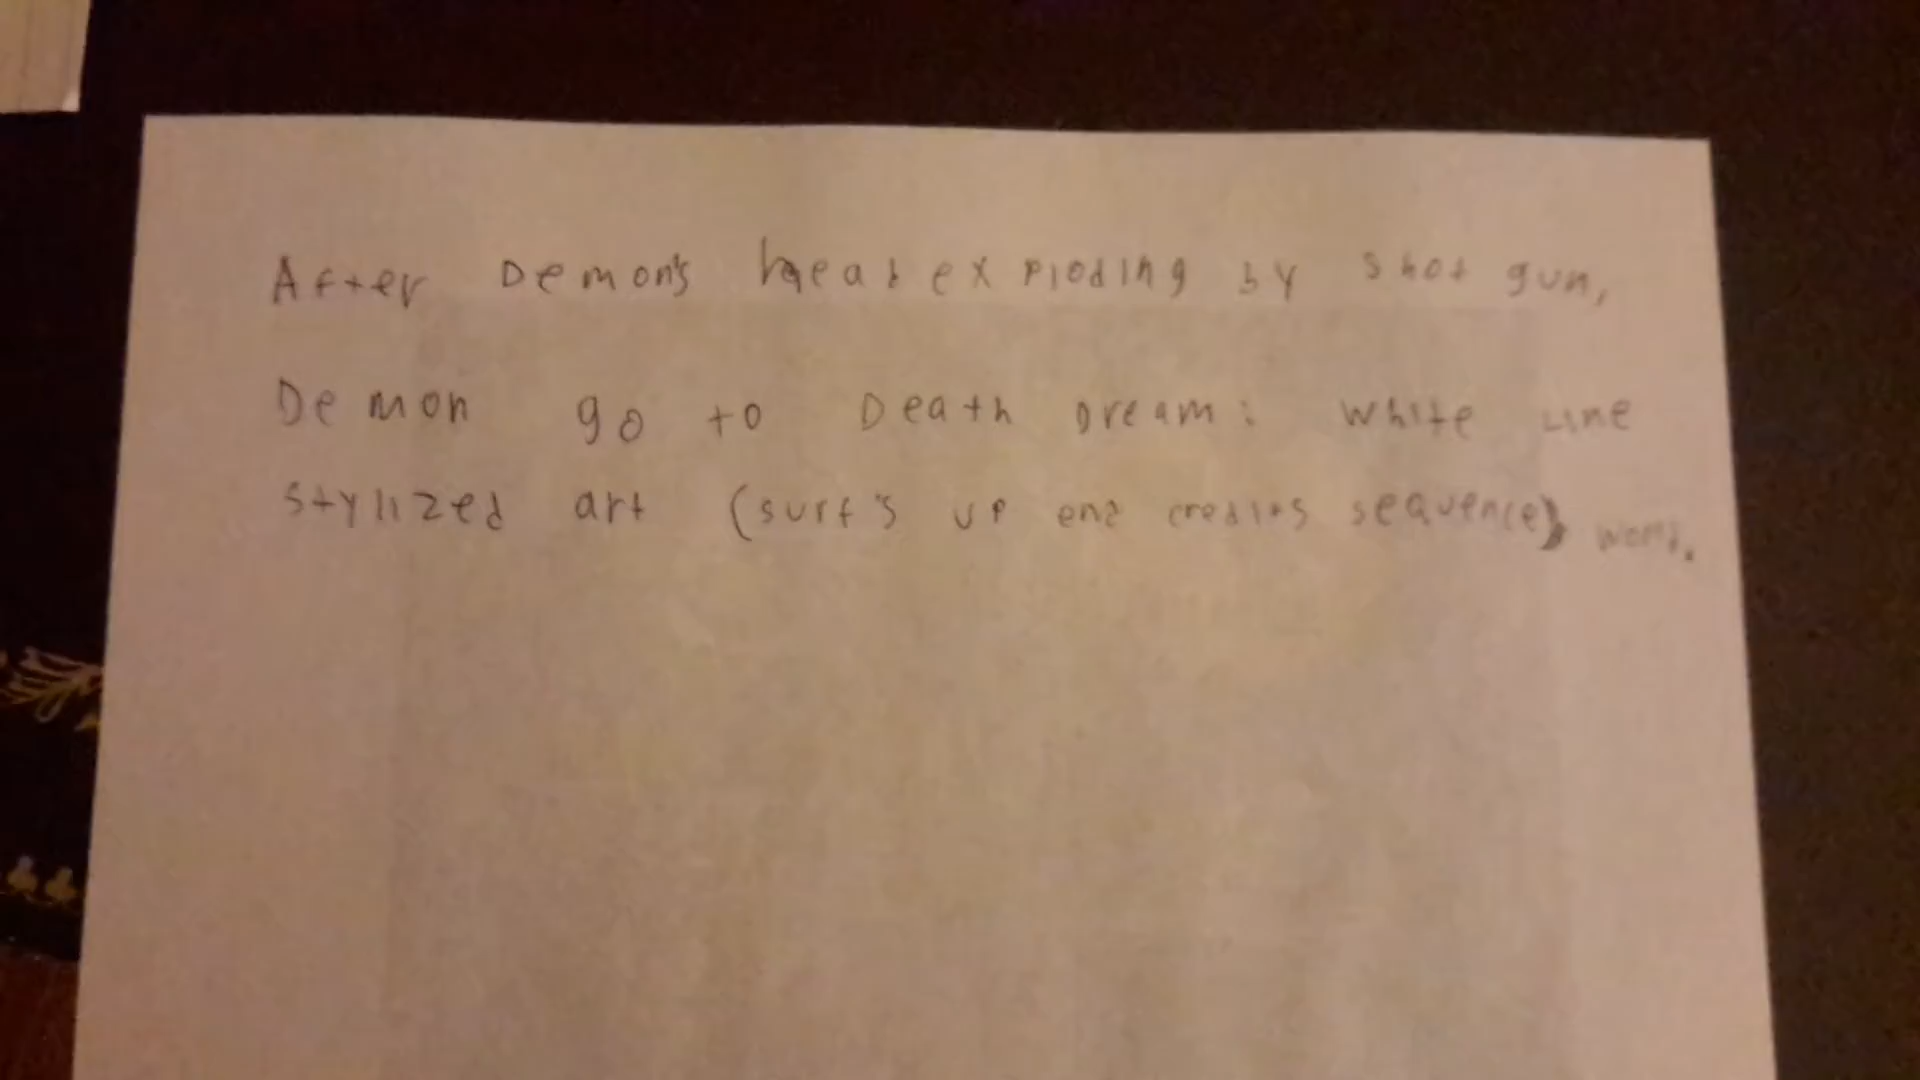 After Demon's head exploding by shot gun,
Demon go to Death Dream: white line
stylized art (surf's up end credits sequence)